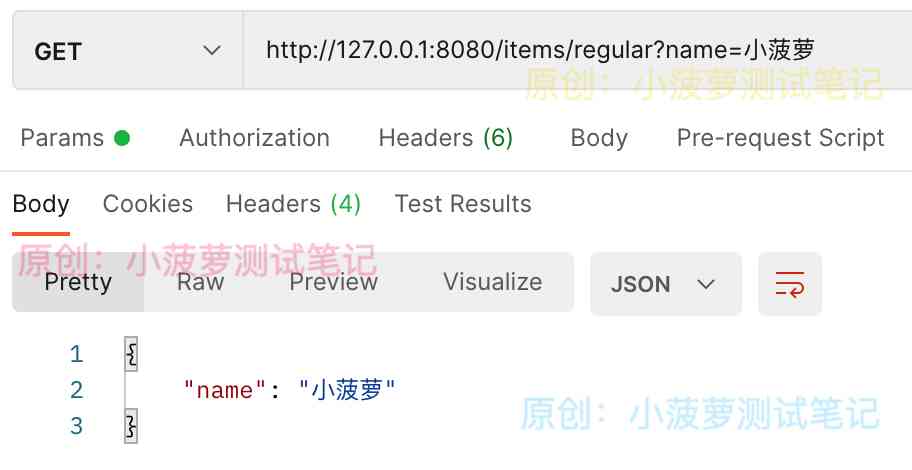 GET http://127.0.0.1:8080/items/regular?name=小菠萝
原创：小菠萝测试笔记
Params Authorization Headers (6) Body Pre-request Script
Body Cookies Headers (4) Test Results
原创：小菠萝测试笔记
Pretty Raw Preview Visualize JSON
1 {
2 "name": "小菠萝"
原创：小菠萝测试笔记
3 }